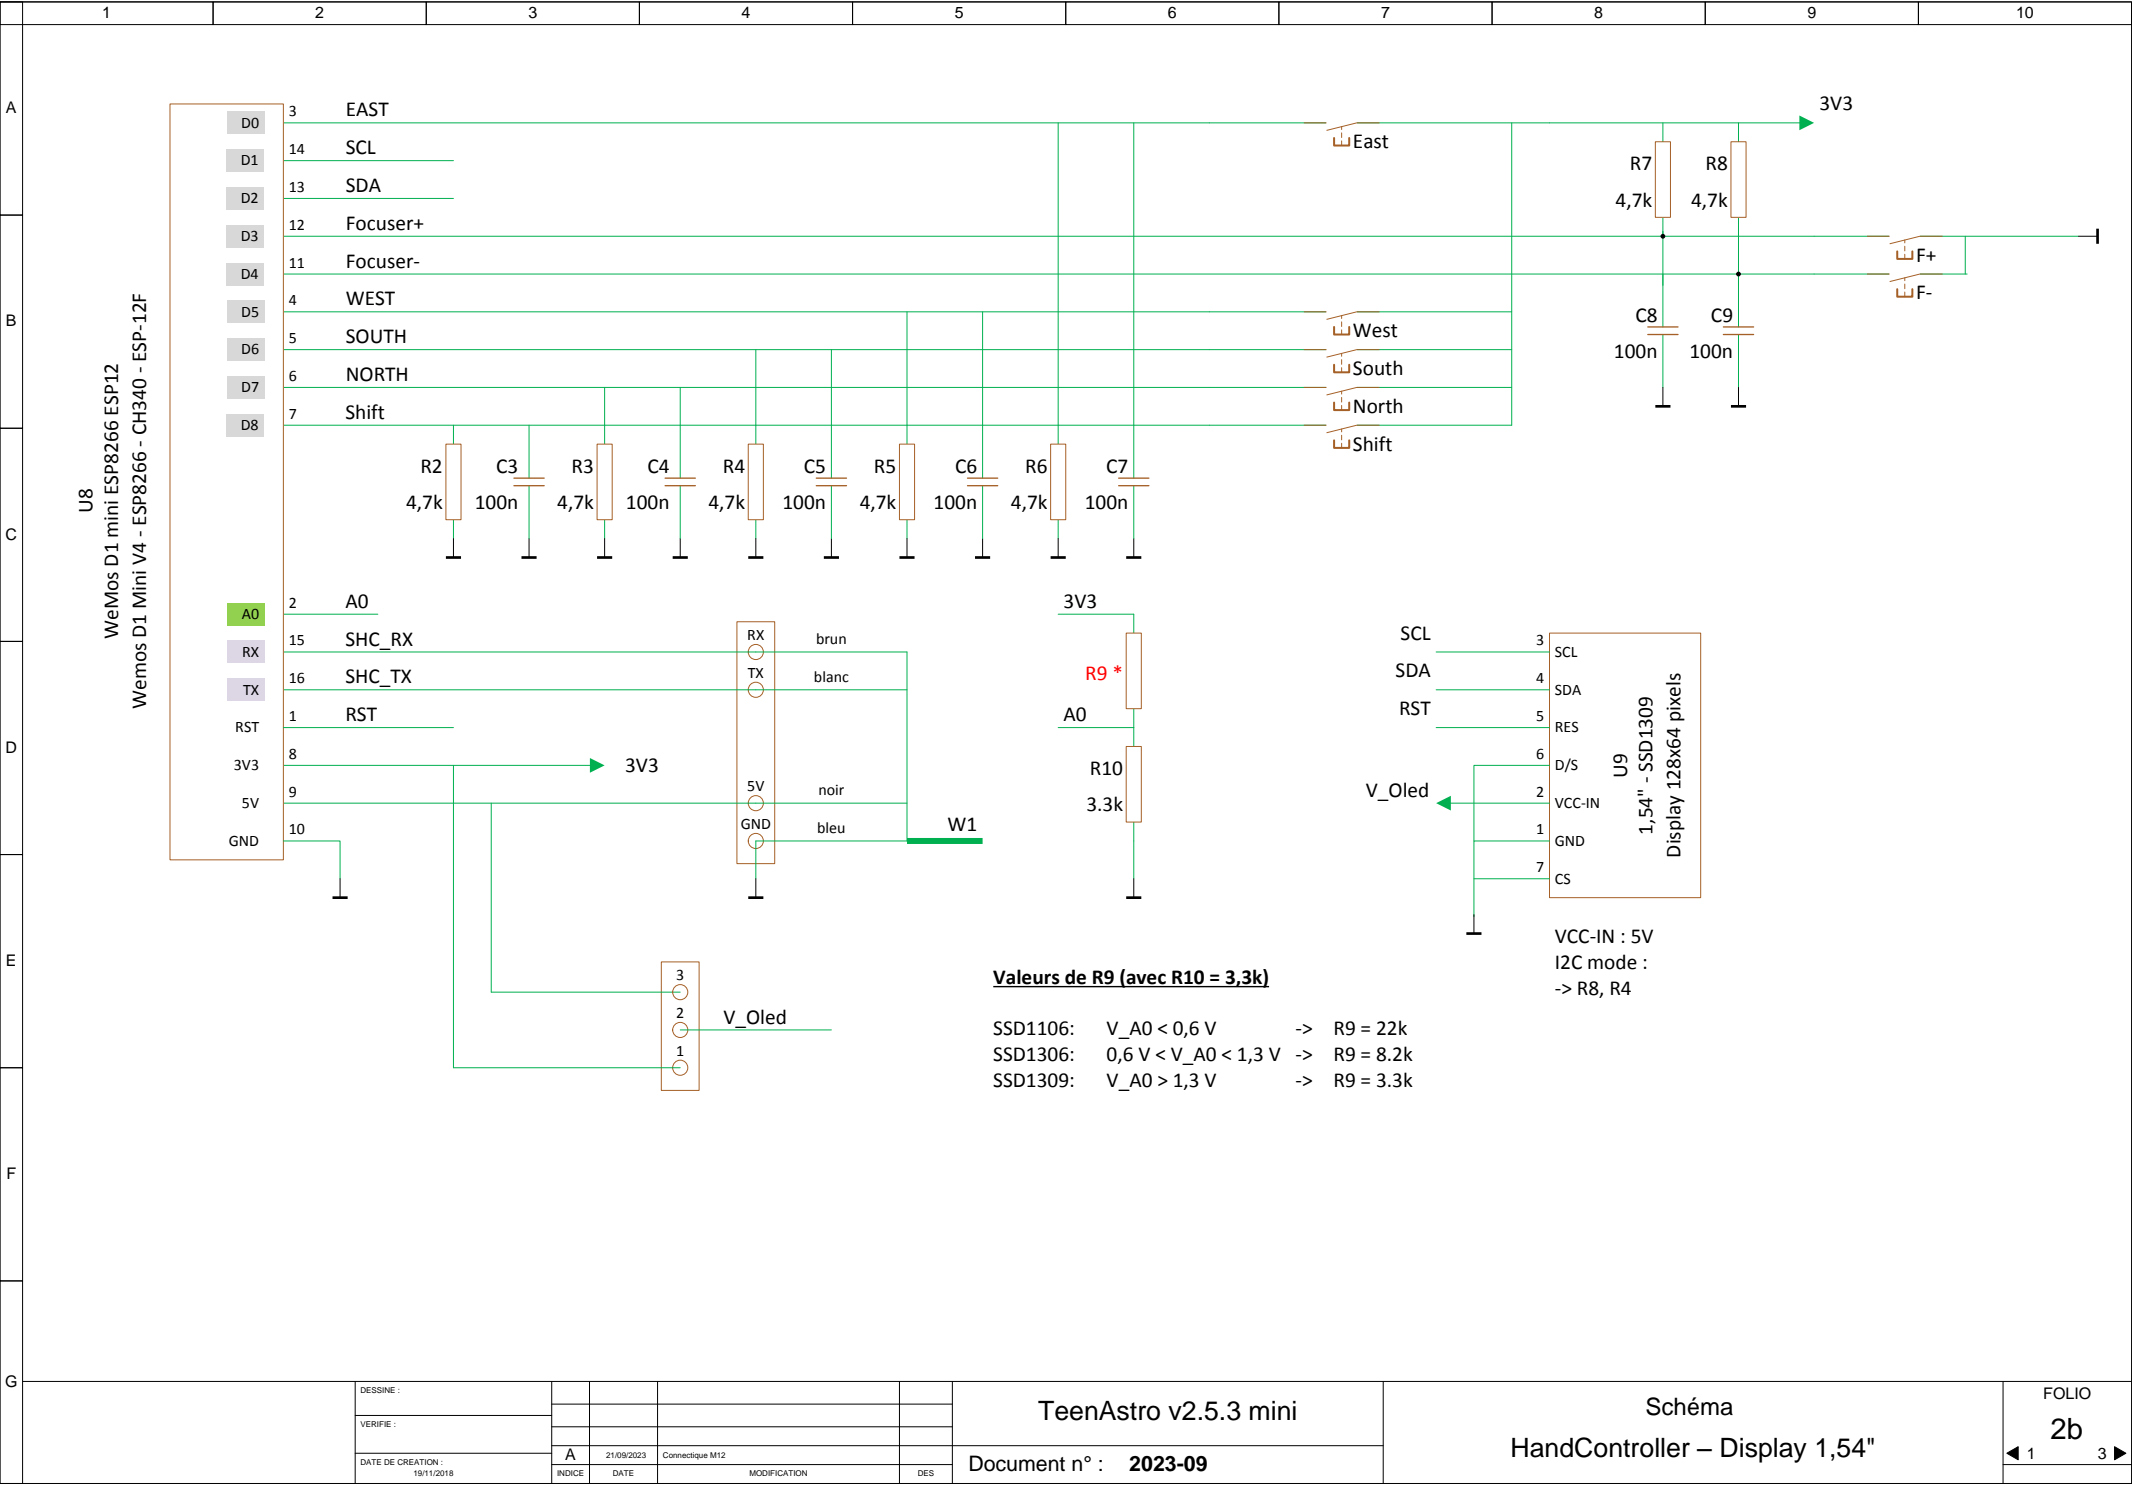 1 2 3 4 5 6 7 8 9 10
A
B
C
D
E
F
G
U8
WeMos D1 mini ESP8266 ESP12
Wemos D1 Mini V4 - ESP8266 - CH340 - ESP-12F
D0 3 EAST
D1 14 SCL
D2 13 SDA
D3 12 Focuser+
D4 11 Focuser-
D5 4 WEST
D6 5 SOUTH
D7 6 NORTH
D8 7 Shift
A0 2 A0
RX 15 SHC_RX
TX 16 SHC_TX
RST 1 RST
3V3 8 3V3
5V 9
GND 10
East
West
South
North
Shift
3V3
R7 R8
4,7k 4,7k
F+
F-
C8 C9
100n 100n
R2 C3 R3 C4 R4 C5 R5 C6 R6 C7
4,7k 100n 4,7k 100n 4,7k 100n 4,7k 100n 4,7k 100n
RX brun
TX blanc
5V noir
GND bleu
W1
3V3
R9 *
A0
R10
3.3k
SCL 3 SCL
SDA 4 SDA
RST 5 RES
6 D/S
V_Oled 2 VCC-IN
1 GND
7 CS
U9
1,54" - SSD1309
Display 128x64 pixels
VCC-IN : 5V
I2C mode :
-> R8, R4
3
2 V_Oled
1
Valeurs de R9 (avec R10 = 3,3k)
SSD1106: V_A0 < 0,6 V -> R9 = 22k
SSD1306: 0,6 V < V_A0 < 1,3 V -> R9 = 8.2k
SSD1309: V_A0 > 1,3 V -> R9 = 3.3k
DESSINE :
VERIFIE :
DATE DE CREATION :
19/11/2018
A 21/09/2023 Connectique M12
INDICE DATE MODIFICATION DES
TeenAstro v2.5.3 mini
Document n° : 2023-09
Schéma
HandController – Display 1,54"
FOLIO
2b
1 3